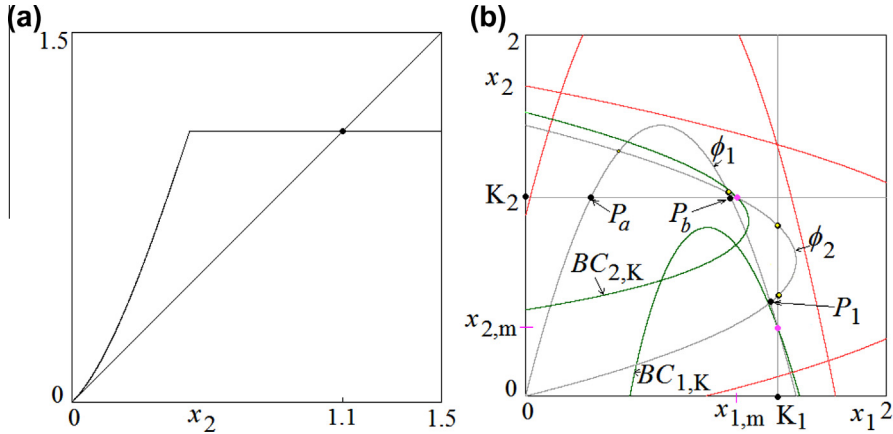 (a)
1.5
0
0
x₂
1.1
1.5
(b)
2
x₂
K₂
x₂,m
0
0
x₁,m
K₁
x₁
2
ϕ₁
ϕ₂
Pₐ
P_b
P₁
BC₂,K
BC₁,K